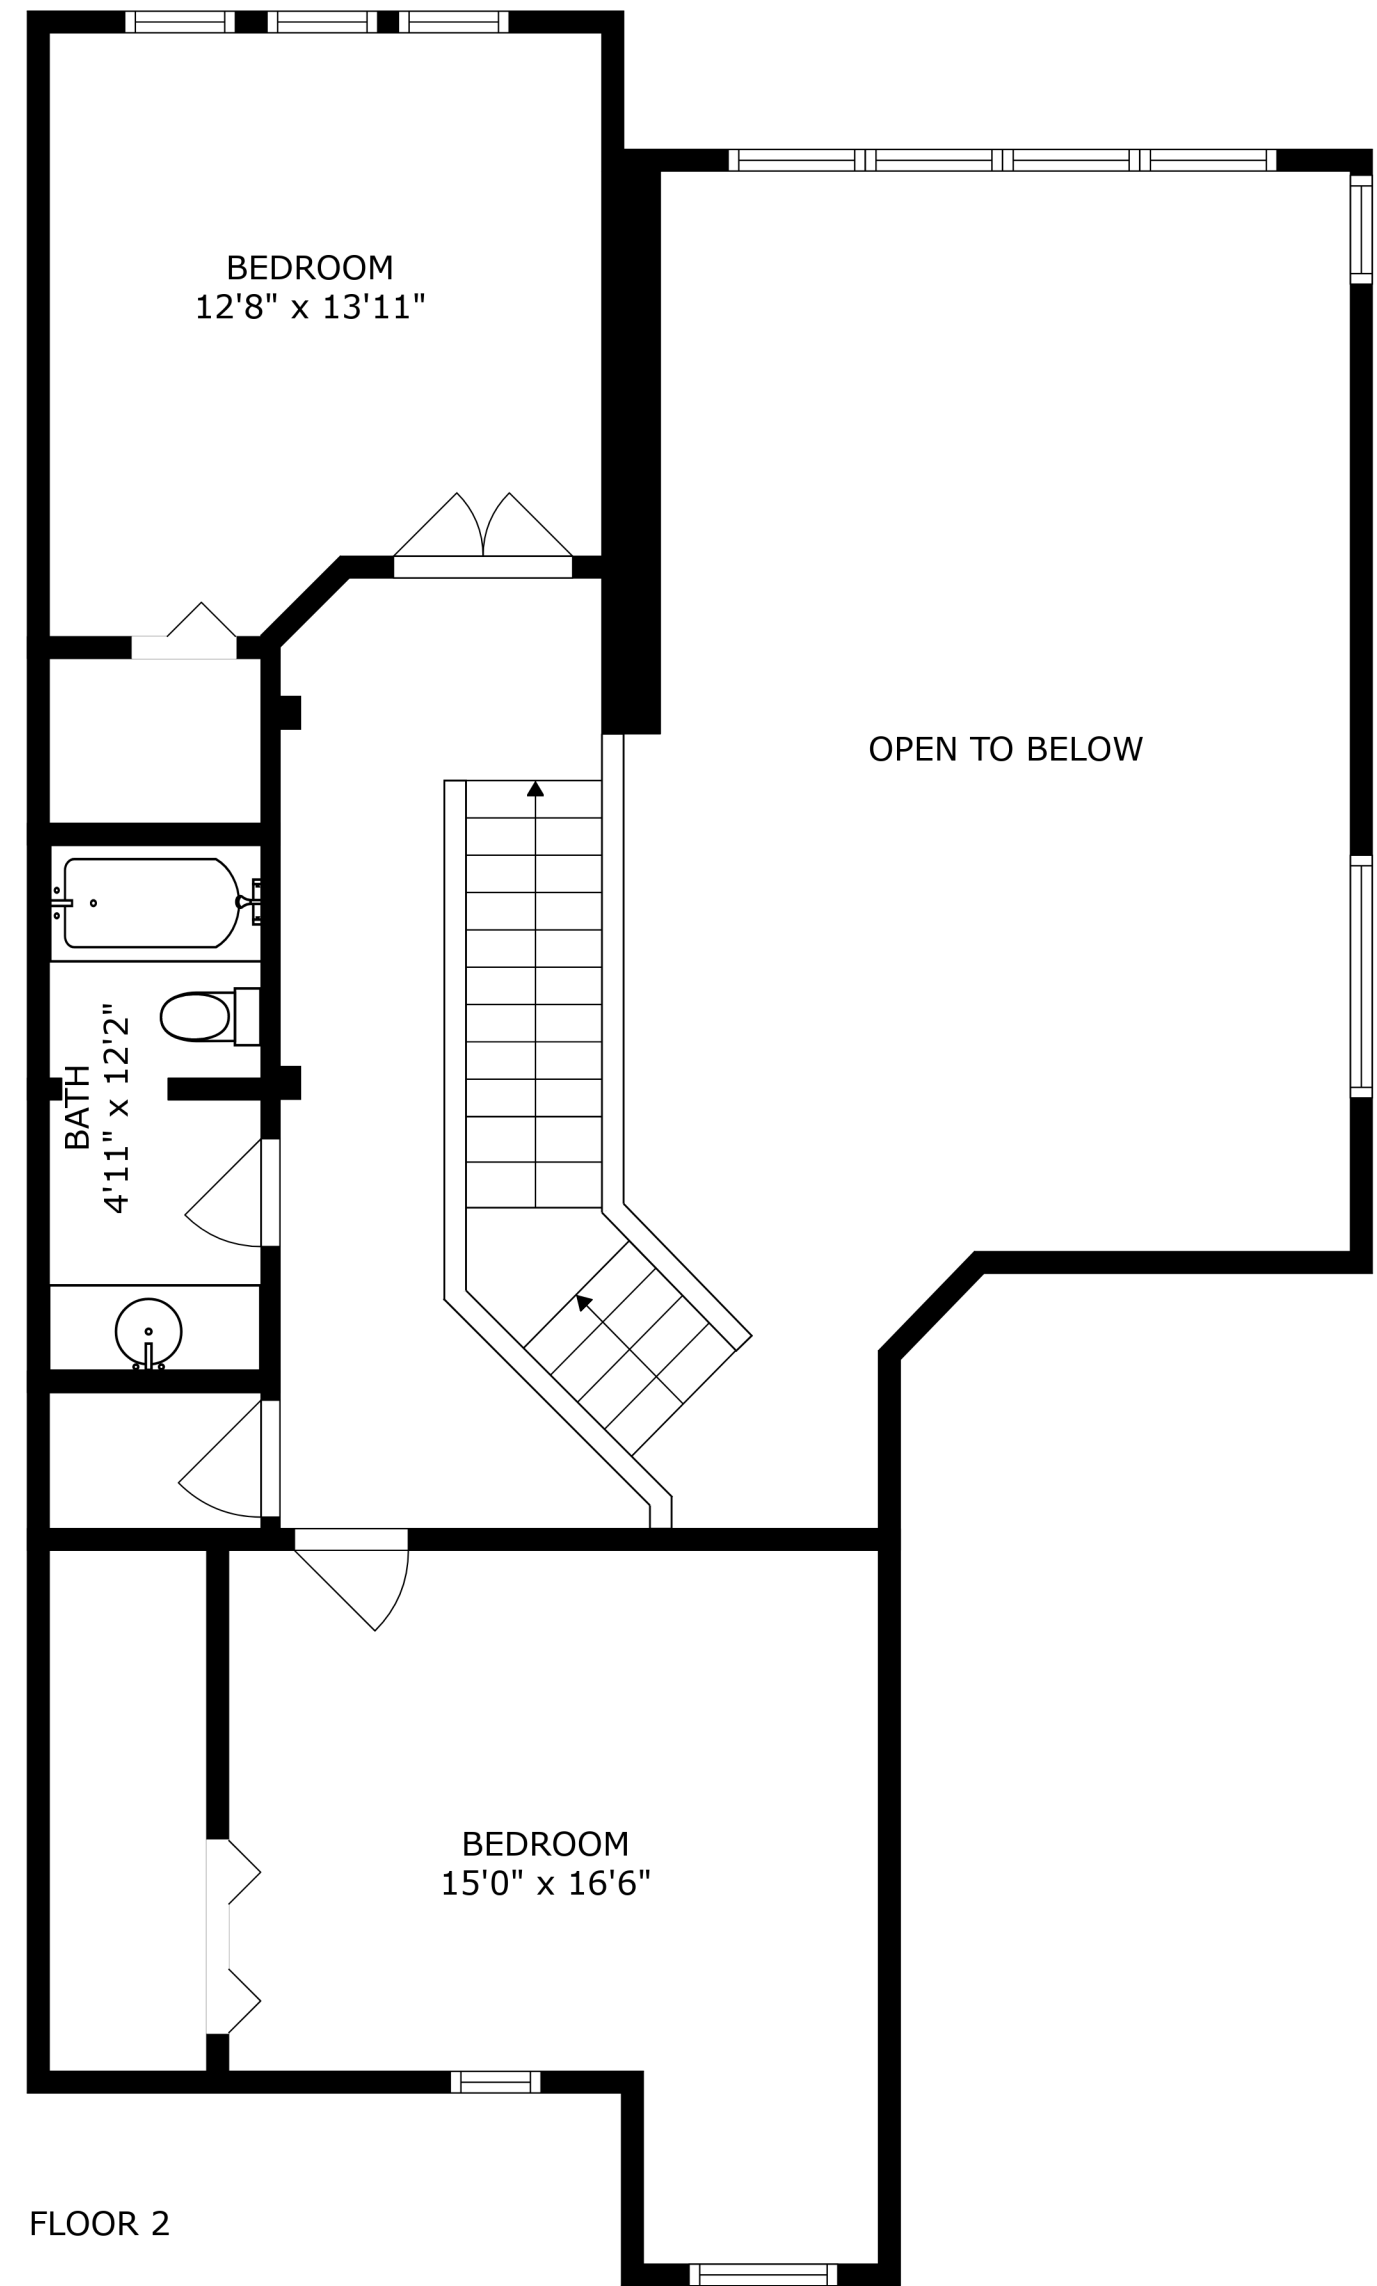 BEDROOM
12'8" x 13'11"
OPEN TO BELOW
BATH
4'11" x 12'2"
BEDROOM
15'0" x 16'6"
FLOOR 2